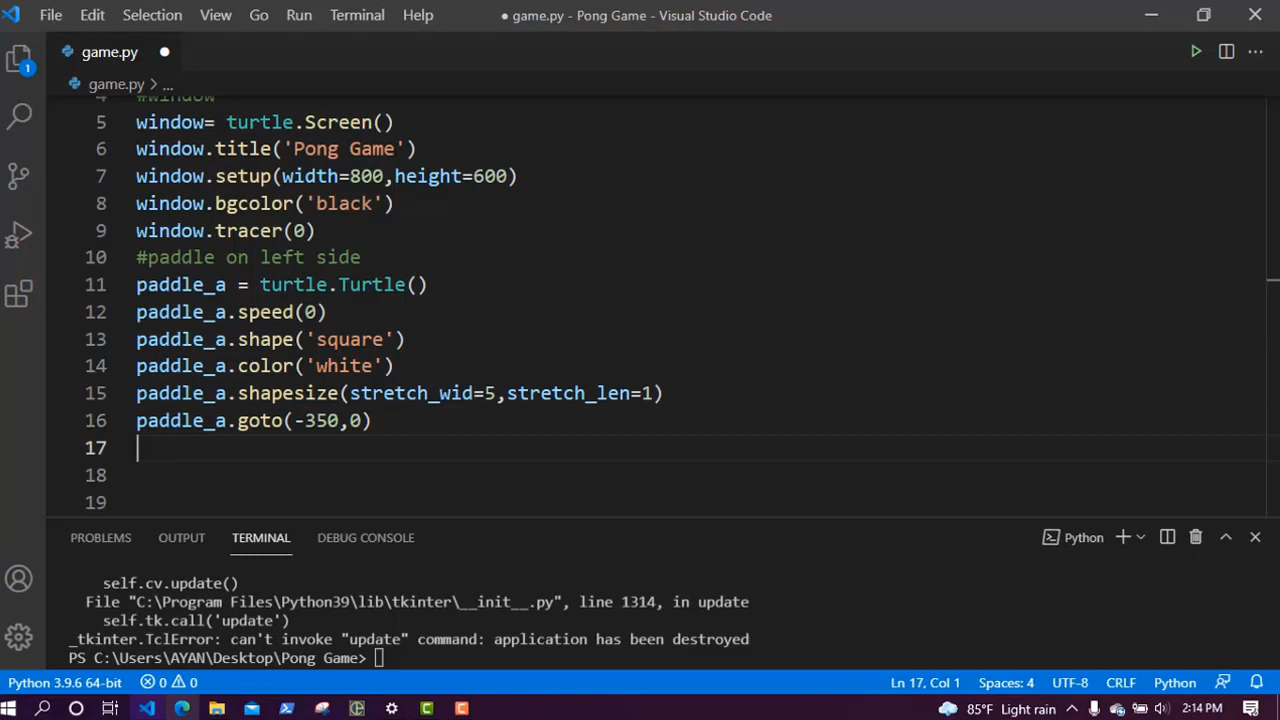 File Edit Selection View Go Run Terminal Help ● game.py - Pong Game - Visual Studio Code
game.py ●
game.py > ...
1
4 #window
5 window= turtle.Screen()
6 window.title('Pong Game')
7 window.setup(width=800,height=600)
8 window.bgcolor('black')
9 window.tracer(0)
10 #paddle on left side
11 paddle_a = turtle.Turtle()
12 paddle_a.speed(0)
13 paddle_a.shape('square')
14 paddle_a.color('white')
15 paddle_a.shapesize(stretch_wid=5,stretch_len=1)
16 paddle_a.goto(-350,0)
17
18
19
PROBLEMS OUTPUT TERMINAL DEBUG CONSOLE Python
self.cv.update()
File "C:\Program Files\Python39\lib\tkinter\__init__.py", line 1314, in update
self.tk.call('update')
_tkinter.TclError: can't invoke "update" command: application has been destroyed
PS C:\Users\AYAN\Desktop\Pong Game>
Python 3.9.6 64-bit 0 0 Ln 17, Col 1 Spaces: 4 UTF-8 CRLF Python
85°F Light rain 2:14 PM